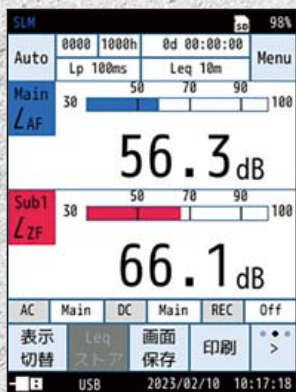 SLM SD 98%
Auto 0000 1000h 0d 00:00:00 Menu
Lp 100ms Leq 10m
Main 30 50 70 90 100
LAF
56.3dB
Sub1 30 50 70 90 100
LZF
66.1dB
AC Main DC Main REC Off
表示 Leq 画面 印刷 >
切替 ストア 保存
USB 2023/02/10 10:17:18